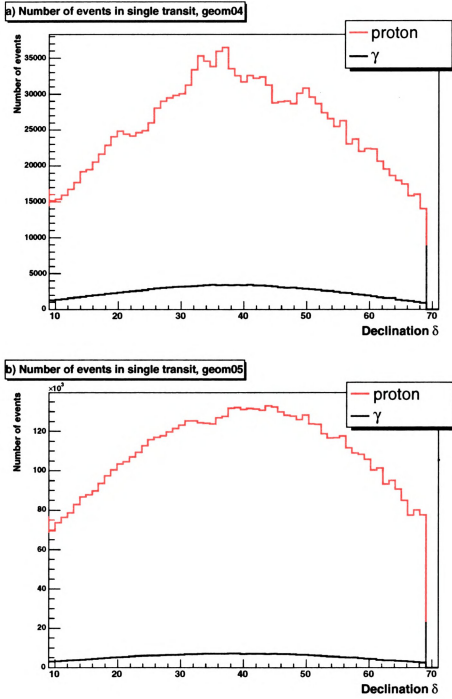 a) Number of events in single transit, geom04
proton
γ
Number of events
35000
30000
25000
20000
15000
10000
5000
0
10 20 30 40 50 60 70
Declination δ
b) Number of events in single transit, geom05
×10³
proton
γ
Number of events
120
100
80
60
40
20
0
10 20 30 40 50 60 70
Declination δ